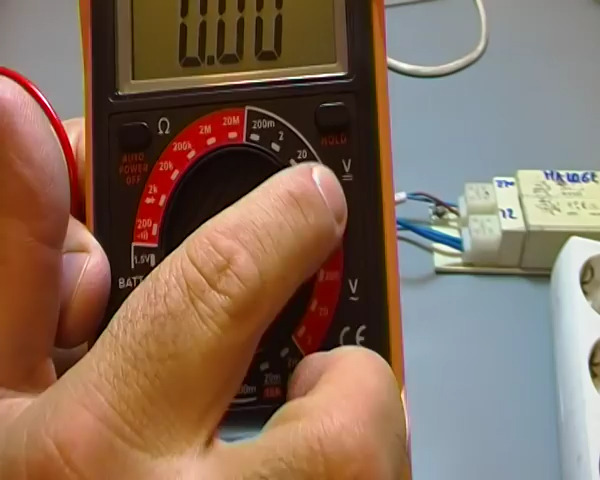 0.00
Ω
20M
2M
200k
20k
2k
200
1.5V
BATT
AUTO
POWER
OFF
200m
2
20
HOLD
V
V
CE
12
HALOGE